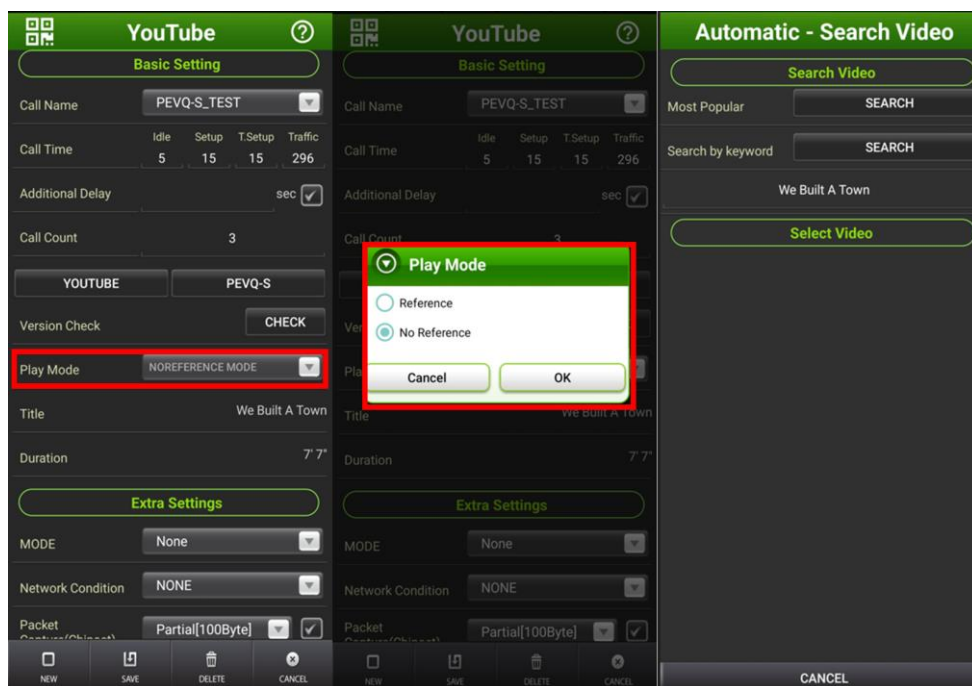 YouTube
Basic Setting
Call Name PEVQ-S_TEST
Idle Setup T.Setup Traffic
Call Time 5 15 15 296
Additional Delay sec
Call Count 3
YOUTUBE PEVQ-S
Version Check CHECK
Play Mode NOREFERENCE MODE
Title We Built A Town
Duration 7' 7"
Extra Settings
MODE None
Network Condition NONE
Packet Partial[100Byte]
NEW SAVE DELETE CANCEL
YouTube
Basic Setting
Call Name PEVQ-S_TEST
Idle Setup T.Setup Traffic
Call Time 5 15 15 296
Additional Delay sec
Call Count 3
Play Mode
Reference
No Reference
Cancel OK
Title We Built A Town
Duration 7' 7"
Extra Settings
MODE None
Network Condition NONE
Packet Partial[100Byte]
NEW SAVE DELETE CANCEL
Automatic - Search Video
Search Video
Most Popular SEARCH
Search by keyword SEARCH
We Built A Town
Select Video
CANCEL